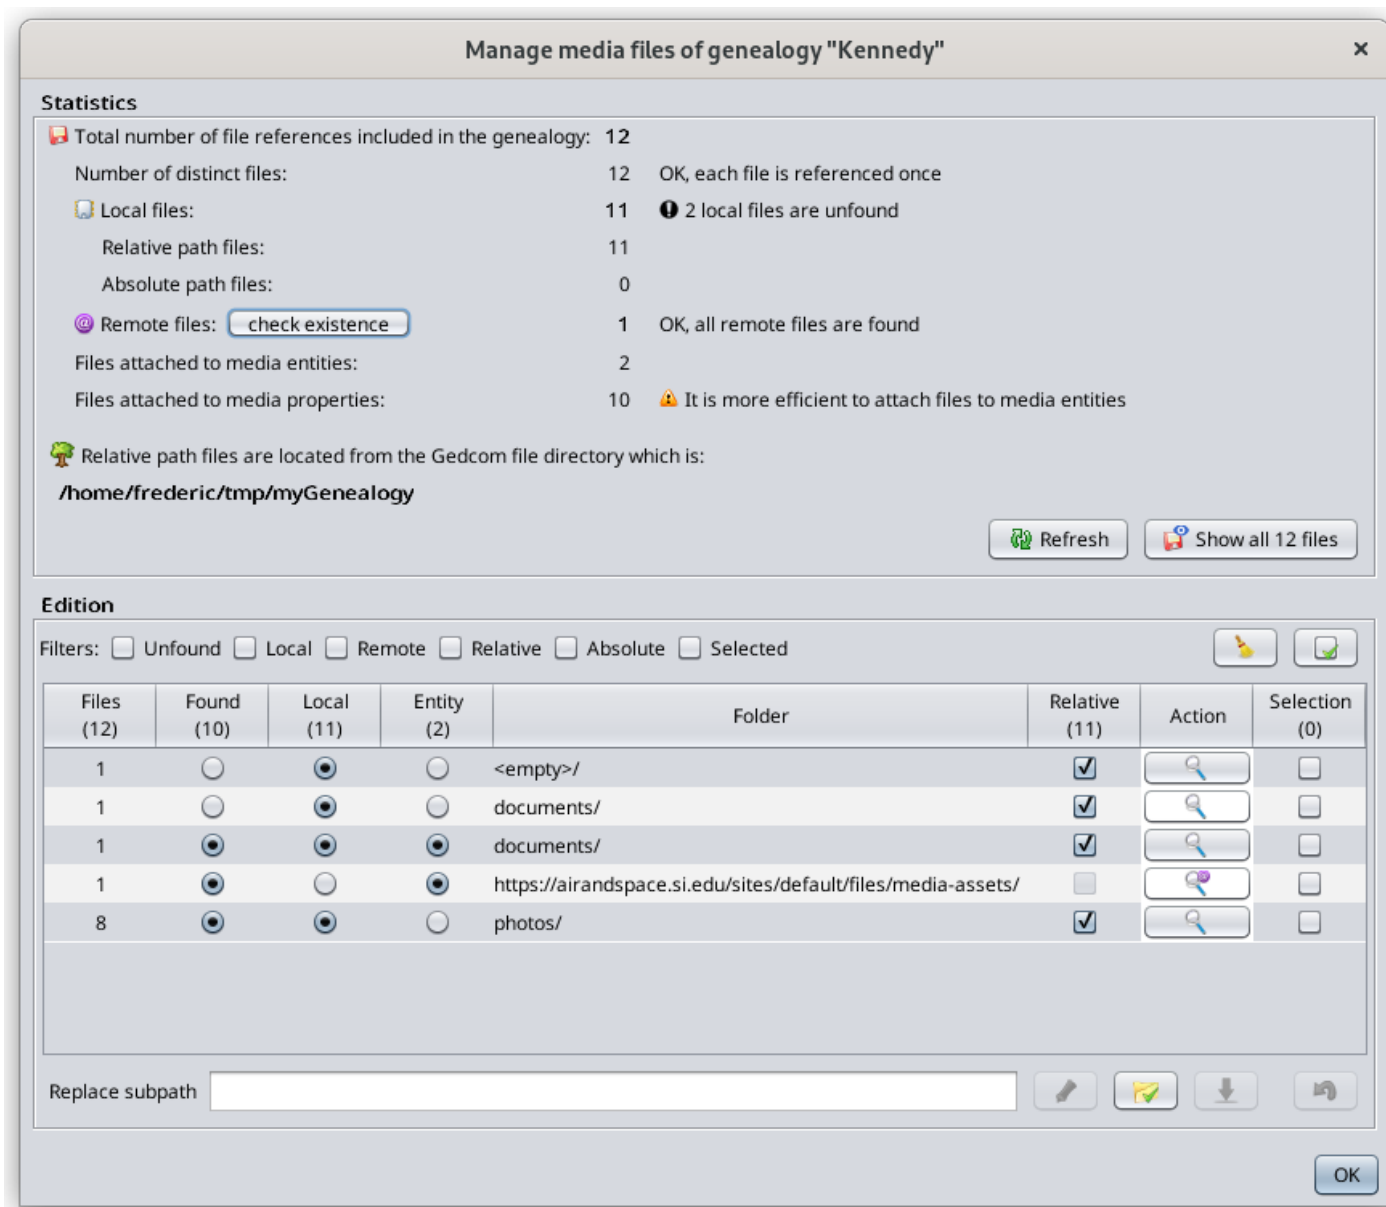 Manage media files of genealogy "Kennedy"
Statistics
Total number of file references included in the genealogy: 12
Number of distinct files: 12 OK, each file is referenced once
Local files: 11 2 local files are unfound
Relative path files: 11
Absolute path files: 0
Remote files: check existence 1 OK, all remote files are found
Files attached to media entities: 2
Files attached to media properties: 10 It is more efficient to attach files to media entities
Relative path files are located from the Gedcom file directory which is:
/home/frederic/tmp/myGenealogy
Refresh Show all 12 files
Edition
Filters: Unfound Local Remote Relative Absolute Selected
Files Found Local Entity Folder Relative Action Selection
(12) (10) (11) (2) (11) (0)
1 <empty>/
1 documents/
1 documents/
1 https://airandspace.si.edu/sites/default/files/media-assets/
8 photos/
Replace subpath
OK